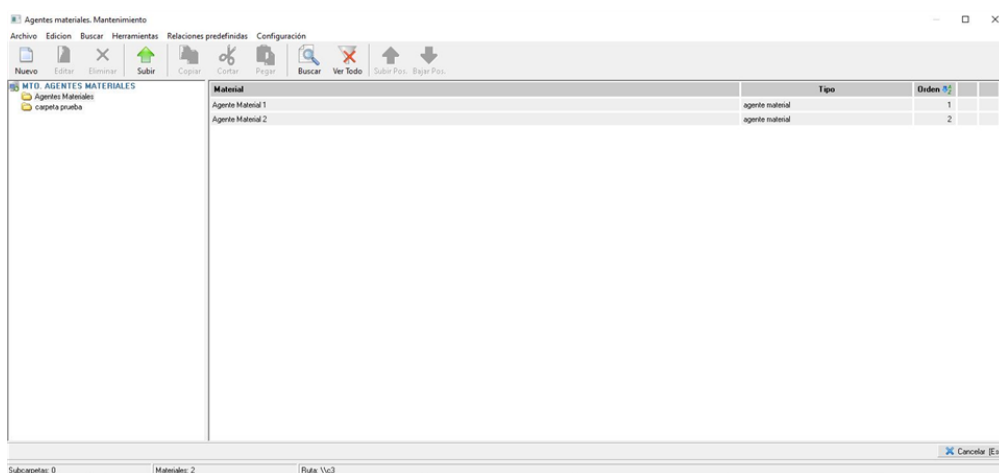 Agentes materiales. Mantenimiento
Archivo Edicion Buscar Herramientas Relaciones predefinidas Configuración
Nuevo Editar Eliminar Subir Copiar Cortar Pegar Buscar Ver Todo Subir Pos. Bajar Pos.
MTO. AGENTES MATERIALES
Agentes Materiales
carpeta prueba
Material Tipo Orden
Agente Material 1 agente material 1
Agente Material 2 agente material 2
Cancelar [Es
Subcarpetas: 0 Materiales: 2 Ruta: \\c3